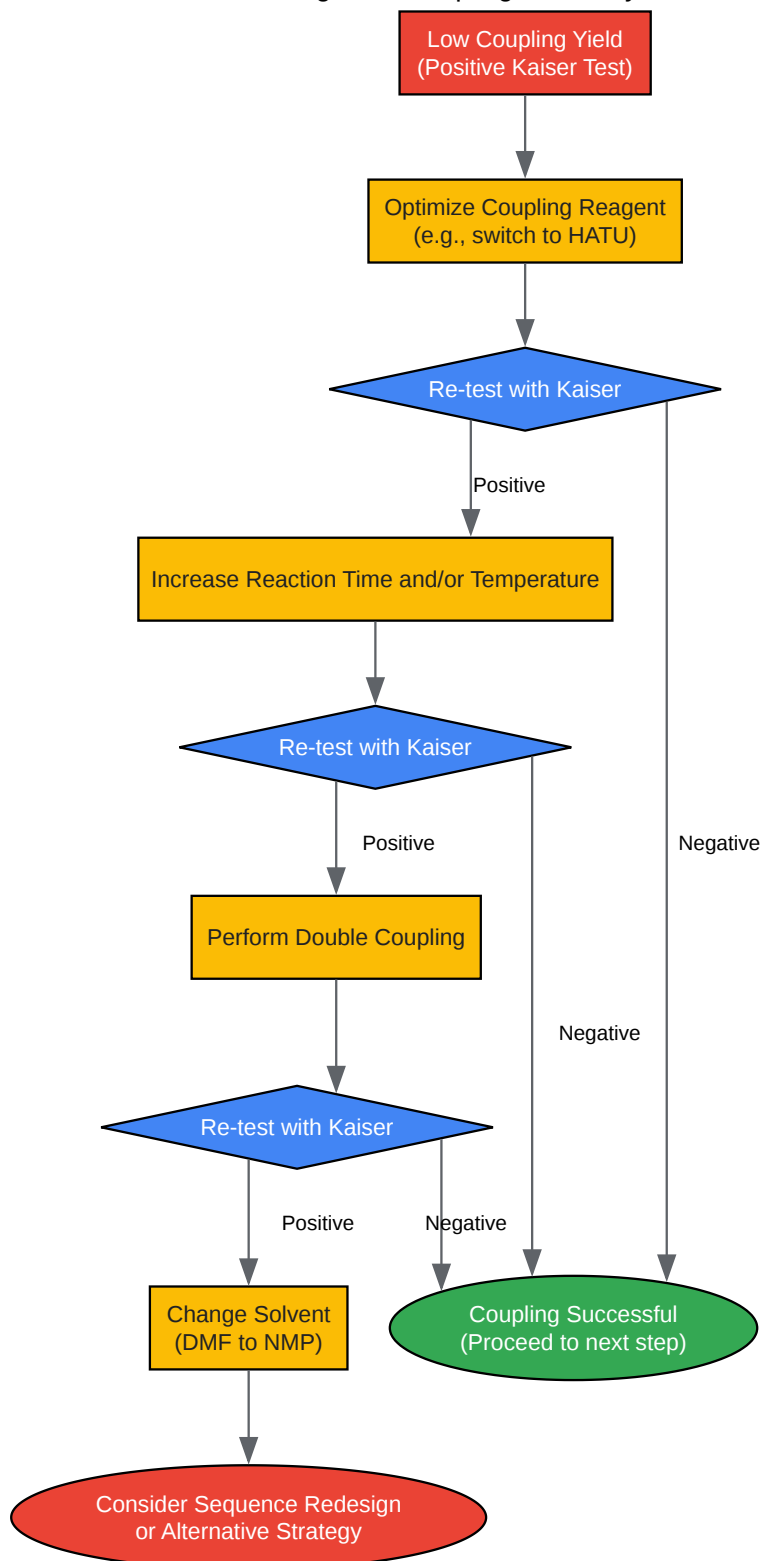 Low Coupling Yield
(Positive Kaiser Test)
Optimize Coupling Reagent
(e.g., switch to HATU)
Re-test with Kaiser
Positive
Increase Reaction Time and/or Temperature
Re-test with Kaiser
Positive
Negative
Perform Double Coupling
Negative
Re-test with Kaiser
Positive
Negative
Change Solvent
(DMF to NMP)
Coupling Successful
(Proceed to next step)
Consider Sequence Redesign
or Alternative Strategy